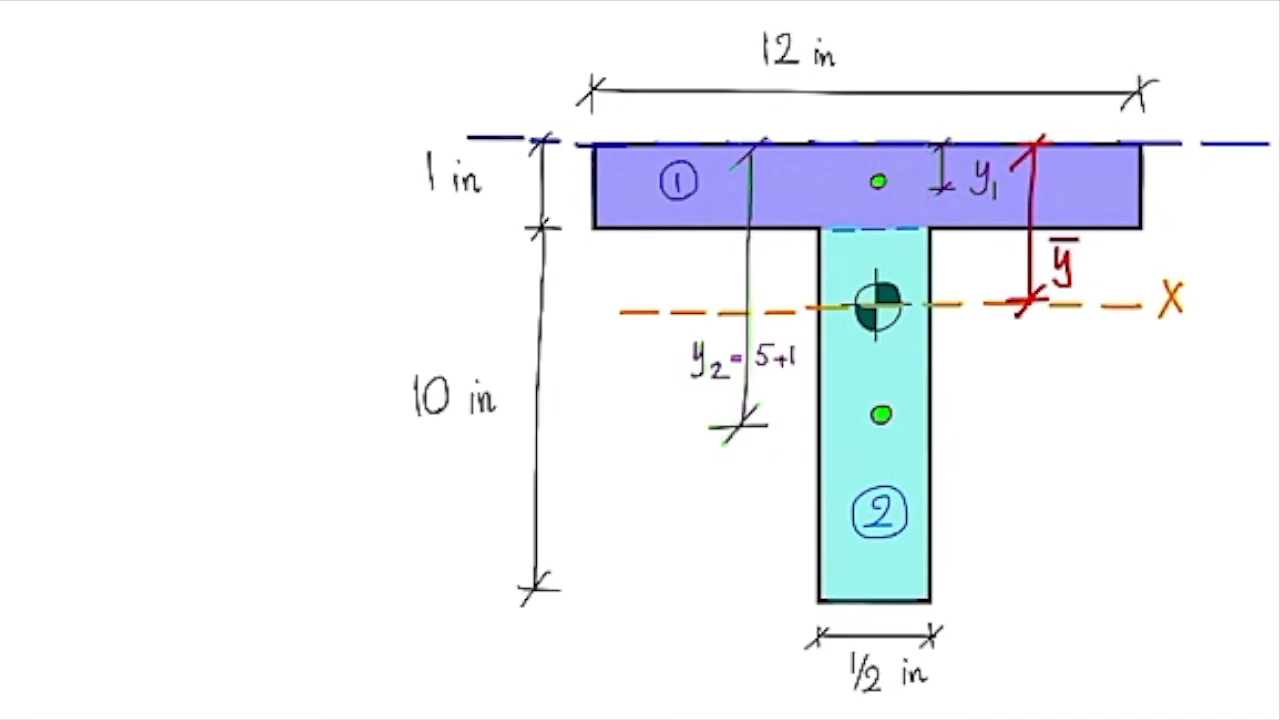 12 in
1 in
①
y₁
y̅
X
y₂ = 5+1
10 in
②
1/2 in